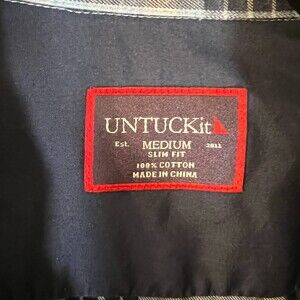 UNTUCKit
Est. MEDIUM 2011
SLIM FIT
100% COTTON
MADE IN CHINA